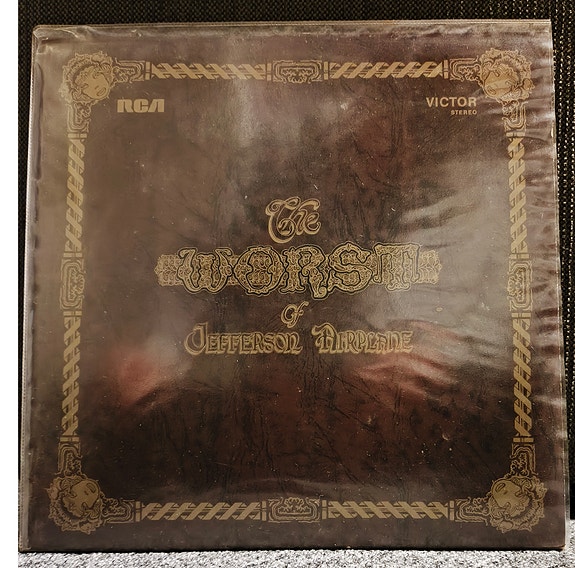 RCA
VICTOR
STEREO
The
WORST
Of
JEFFERSON AIRPLANE